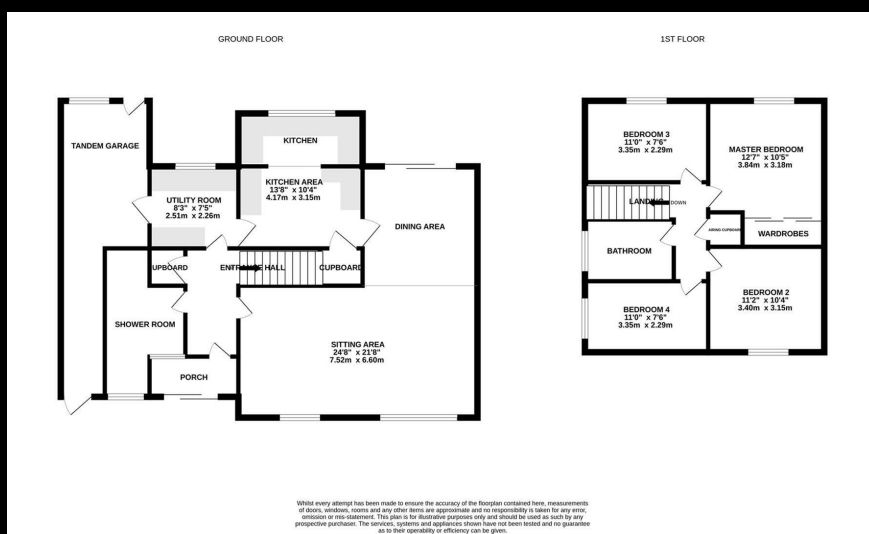 GROUND FLOOR
TANDEM GARAGE
KITCHEN
KITCHEN AREA
13'8" x 10'4"
4.17m x 3.15m
UTILITY ROOM
8'3" x 7'5"
2.51m x 2.26m
DINING AREA
UPBOARD
ENTRANCE HALL
CUPBOARD
SHOWER ROOM
SITTING AREA
24'8" x 21'8"
7.52m x 6.60m
PORCH
1ST FLOOR
BEDROOM 3
11'0" x 7'6"
3.35m x 2.29m
MASTER BEDROOM
12'7" x 10'5"
3.84m x 3.18m
LANDING
DOWN
AIRING CUPBOARD
WARDROBES
BATHROOM
BEDROOM 2
11'2" x 10'4"
3.40m x 3.15m
BEDROOM 4
11'0" x 7'6"
3.35m x 2.29m
Whilst every attempt has been made to ensure the accuracy of the floorplan contained here, measurements
of doors, windows, rooms and any other items are approximate and no responsibility is taken for any error,
omission or mis-statement. This plan is for illustrative purposes only and should be used as such by any
prospective purchaser. The services, systems and appliances shown have not been tested and no guarantee
as to their operability or efficiency can be given.